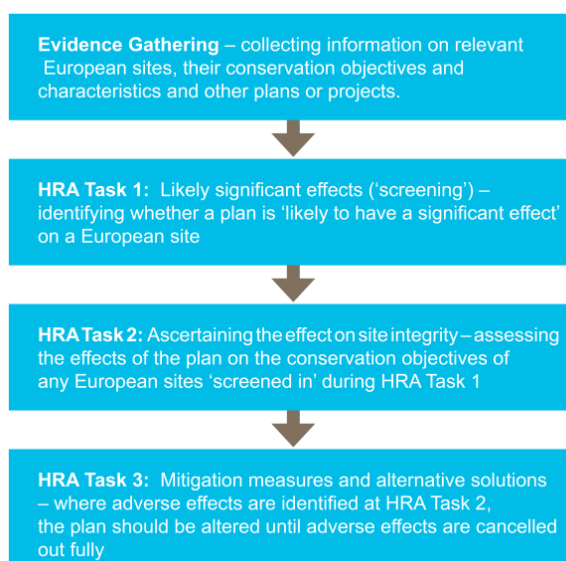 Evidence Gathering – collecting information on relevant
European sites, their conservation objectives and
characteristics and other plans or projects.
HRA Task 1: Likely significant effects (‘screening’) –
identifying whether a plan is ‘likely to have a significant effect’
on a European site
HRA Task 2: Ascertaining the effect on site integrity – assessing
the effects of the plan on the conservation objectives of
any European sites ‘screened in’ during HRA Task 1
HRA Task 3: Mitigation measures and alternative solutions
– where adverse effects are identified at HRA Task 2,
the plan should be altered until adverse effects are cancelled
out fully